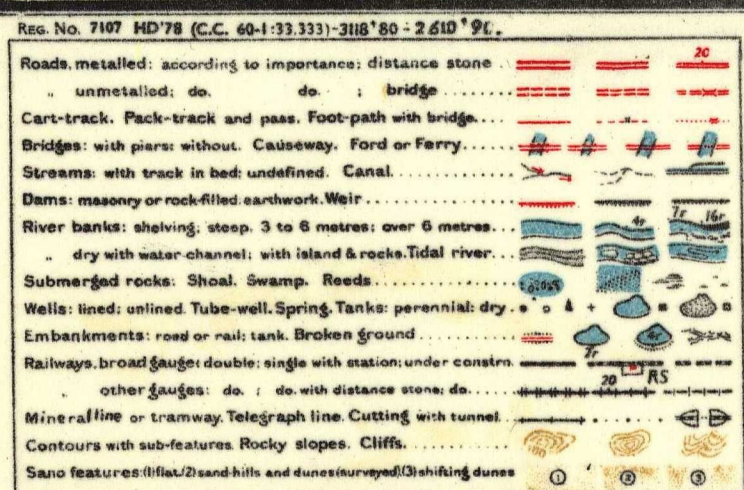 REG. No. 7107 HD'78 (C.C. 60-1:33.333)-3118'80 - 2610'90.
Roads, metalled: according to importance; distance stone . 20
„ unmetalled; do. do. ; bridge ........
Cart-track. Pack-track and pass. Foot-path with bridge....
Bridges: with piers: without. Causeway. Ford or Ferry......
Streams: with track in bed; undefined. Canal..............
Dams: masonry or rock-filled. earthwork. Weir.............
River banks: shelving; steep. 3 to 6 metres; over 6 metres... 4r 7r 16r
„ dry with water-channel; with island & rocks. Tidal river....
Submerged rocks: Shoal. Swamp. Reeds..............
Wells: lined; unlined. Tube-well. Spring. Tanks: perennial; dry.
Embankments: road or rail; tank. Broken ground ......... 7r 4r
Railways, broad gauge; double; single with station; under constrn. RS
„ other gauges: do. ; do. with distance stone; do........ 20
Mineral line or tramway. Telegraph line. Cutting with tunnel.
Contours with sub-features. Rocky slopes. Cliffs........... 100
Sano features: (1)flat(2)sand-hills and dunes(surveyed)(3)shifting dunes 1 2 3